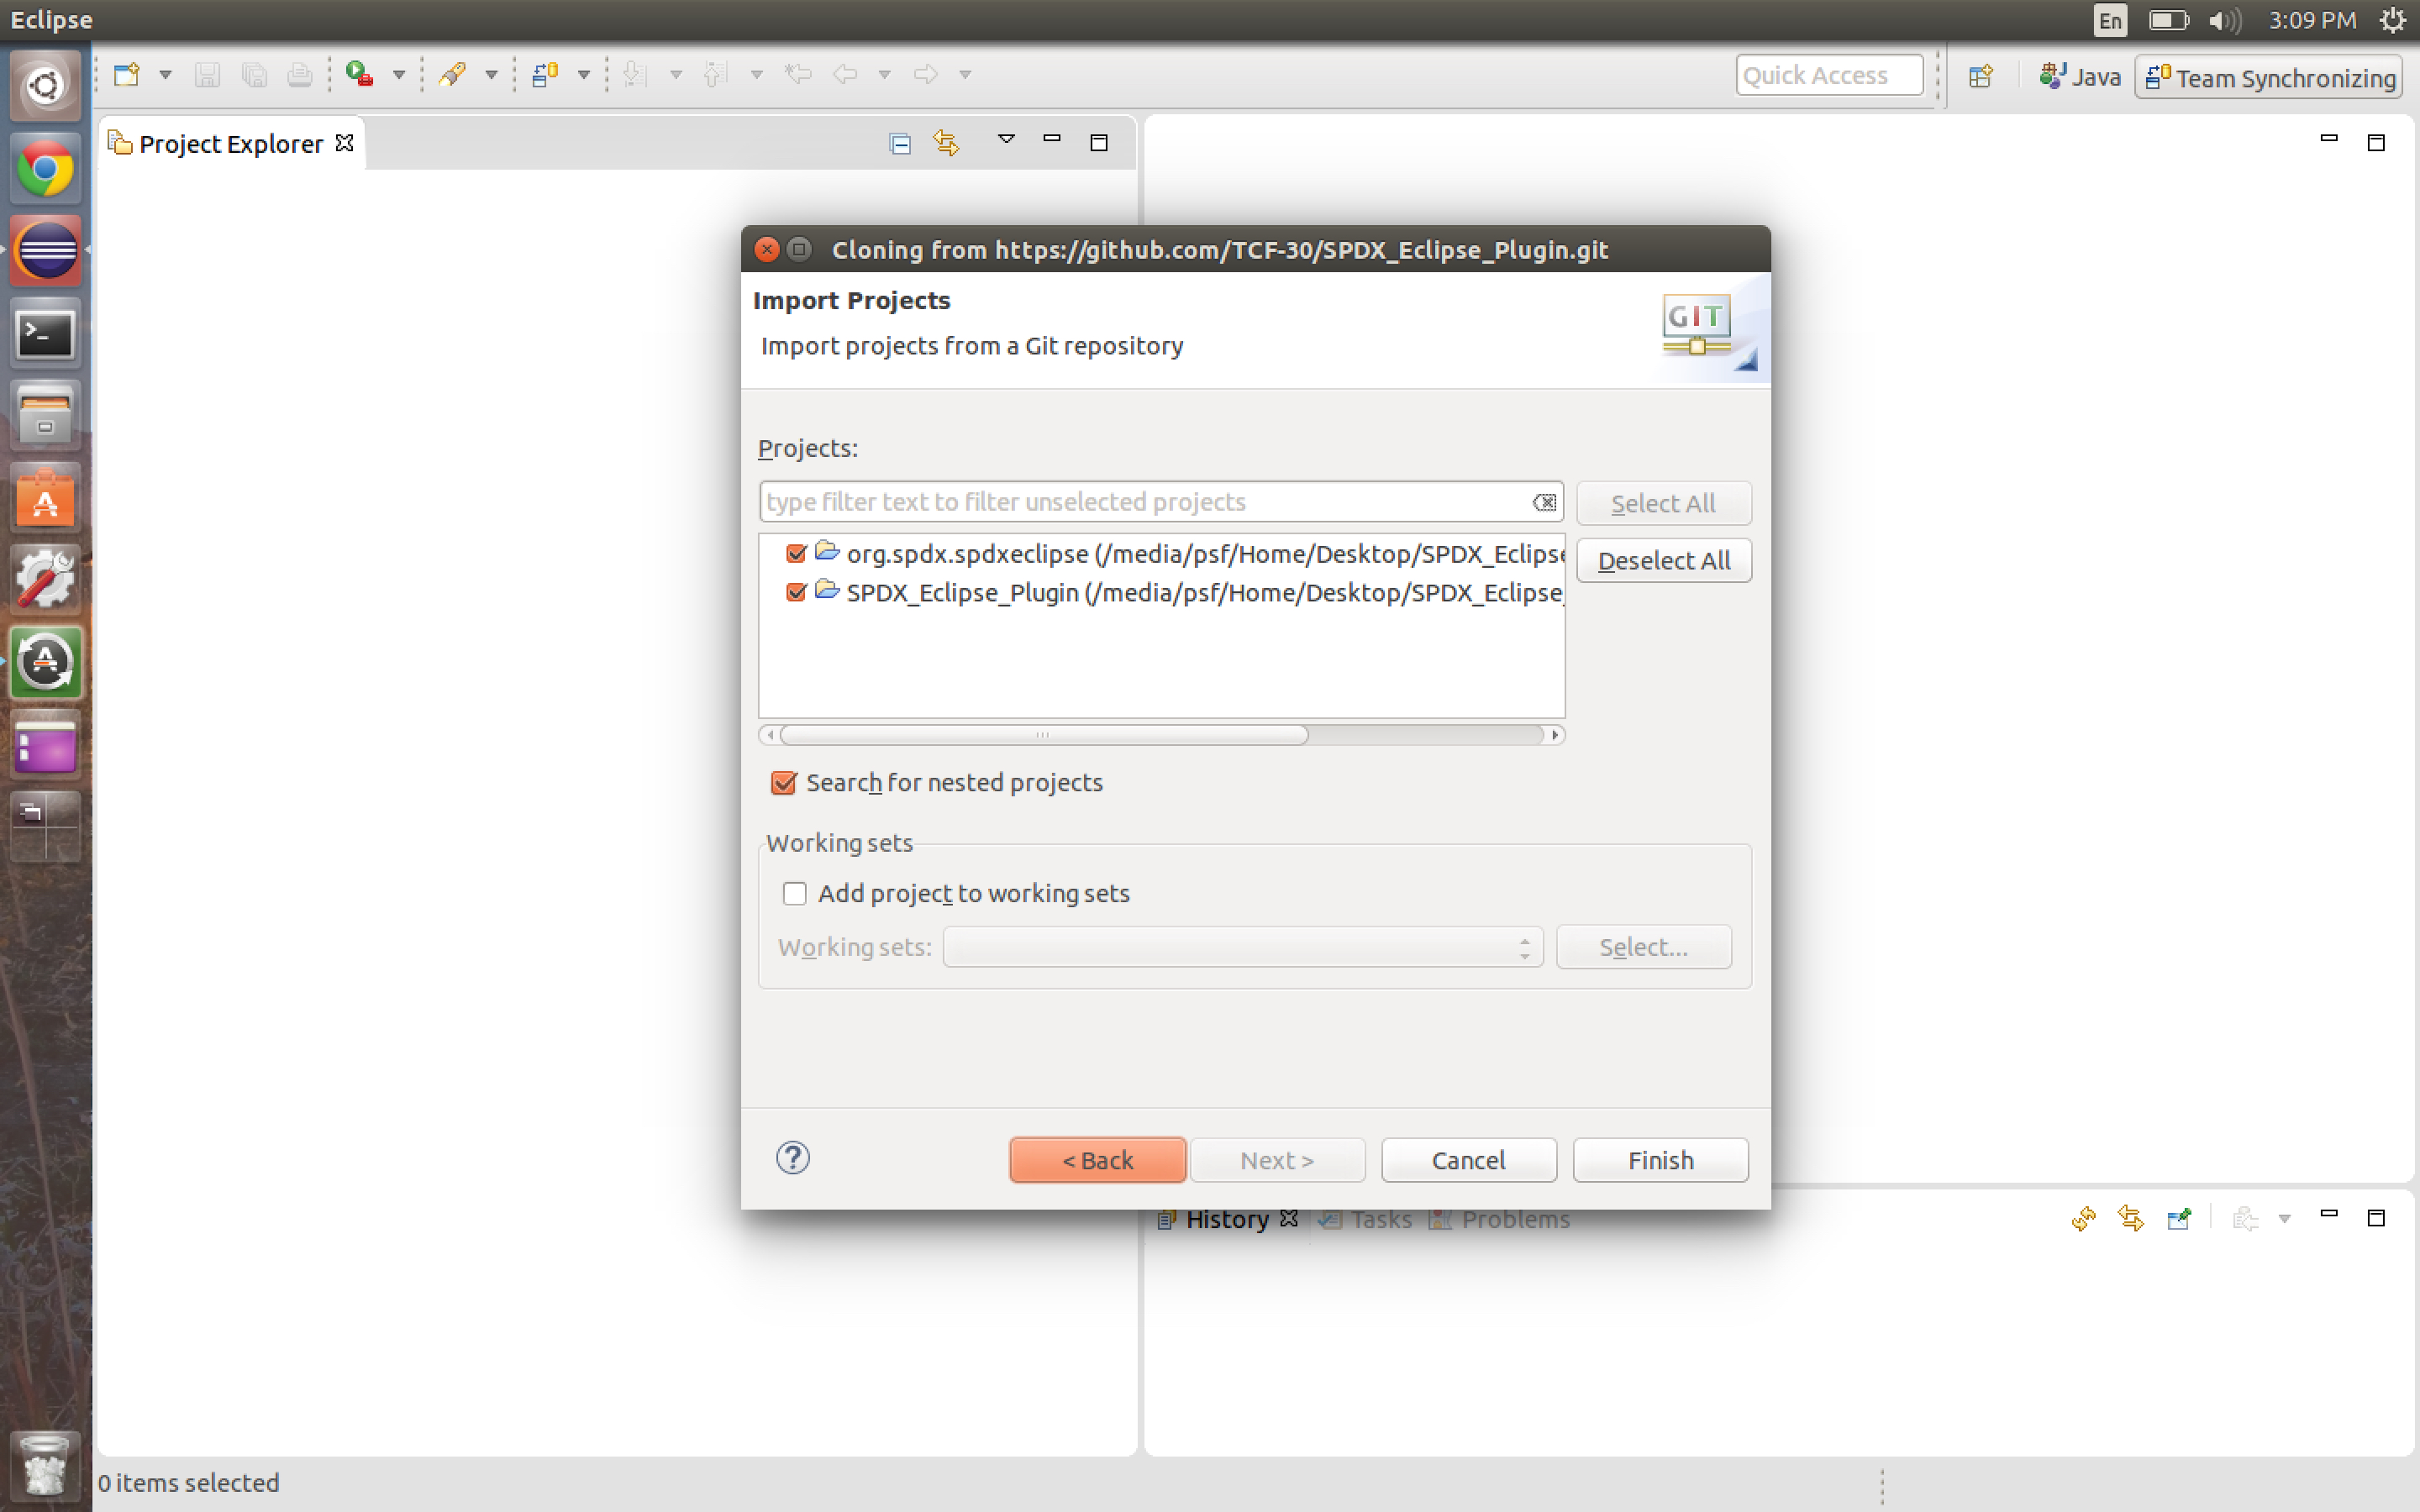 Eclipse
En
3:09 PM
Quick Access
Java
Team Synchronizing
Project Explorer
Cloning from https://github.com/TCF-30/SPDX_Eclipse_Plugin.git
Import Projects
Import projects from a Git repository
GIT
Projects:
type filter text to filter unselected projects
Select All
org.spdx.spdxeclipse (/media/psf/Home/Desktop/SPDX_Eclipse
Deselect All
SPDX_Eclipse_Plugin (/media/psf/Home/Desktop/SPDX_Eclipse_
Search for nested projects
Working sets
Add project to working sets
Working sets:
Select...
?
< Back
Next >
Cancel
Finish
History
Tasks
Problems
0 items selected